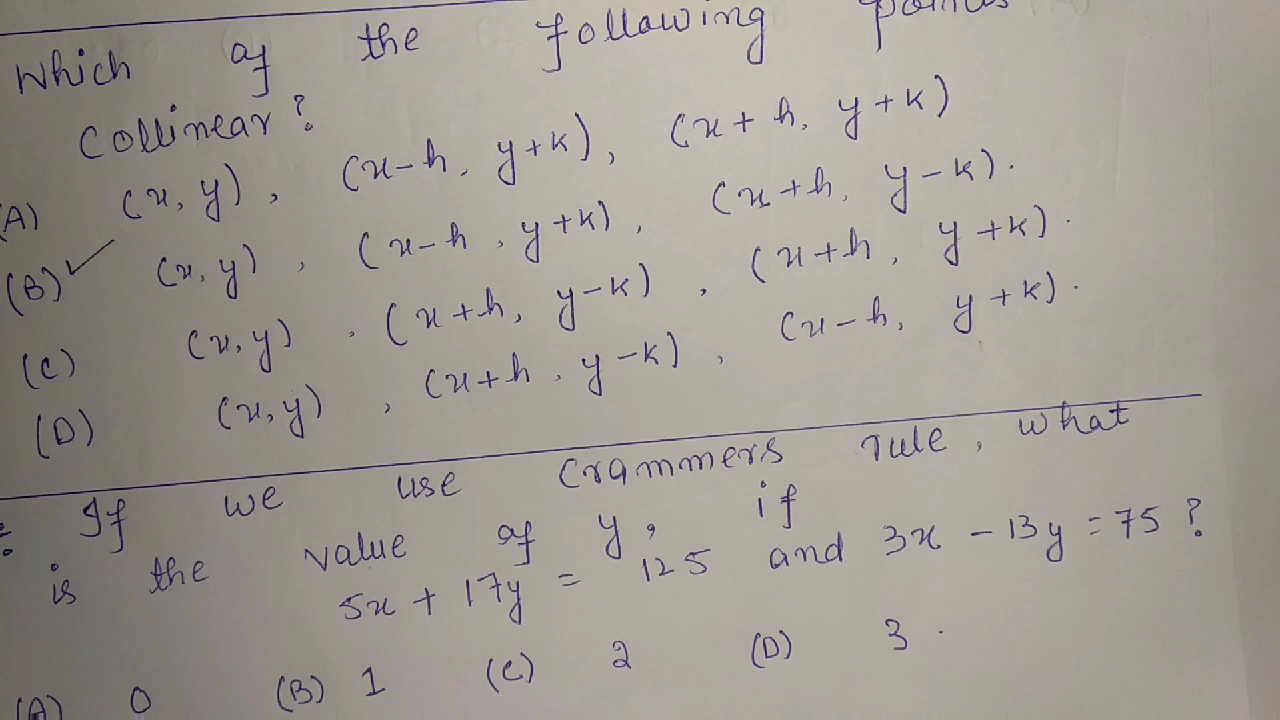 Which of the following points
Collinear?
(A) (x, y), (x-h, y+k), (x+h, y+k)
(B) ✓ (x, y), (x-h, y+k), (x+h, y-k).
(C) (x, y), (x+h, y-k), (x+h, y+k).
(D) (x, y), (x+h, y-k), (x-h, y+k).
: If we use Crammers rule, what
is the value of y, if
5x + 17y = 125 and 3x - 13y = 75?
(A) 0 (B) 1 (C) 2 (D) 3.